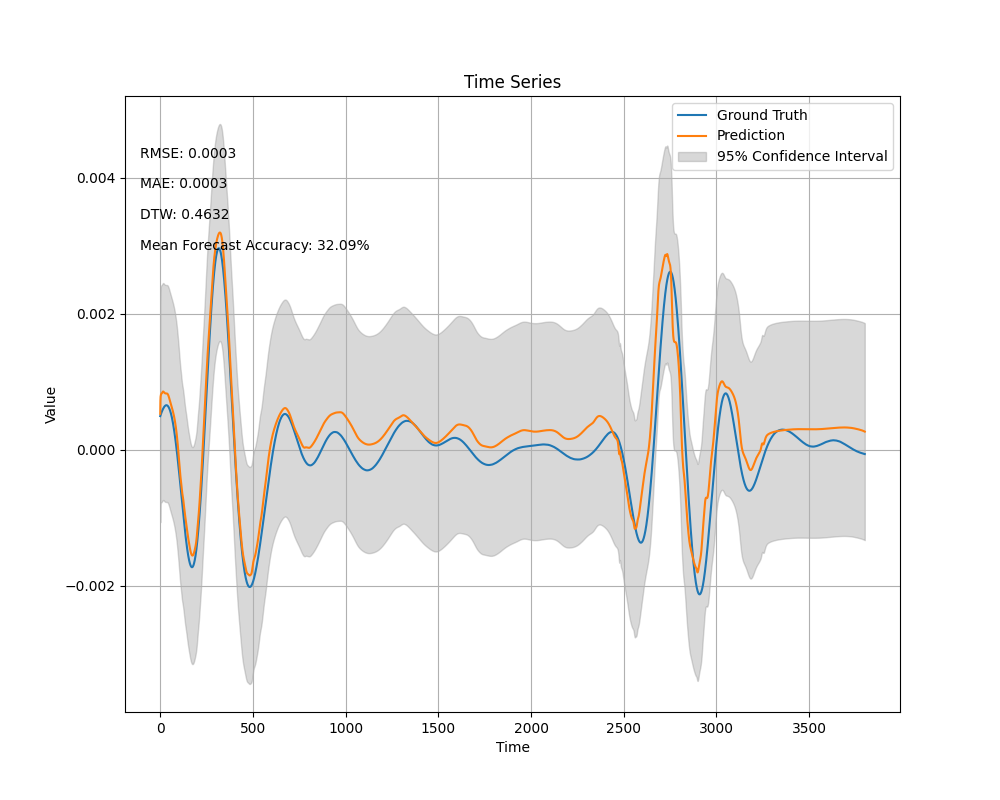 Time Series
Ground Truth
Prediction
95% Confidence Interval
RMSE: 0.0003
MAE: 0.0003
DTW: 0.4632
Mean Forecast Accuracy: 32.09%
0.004
0.002
0.000
−0.002
Value
0 500 1000 1500 2000 2500 3000 3500
Time